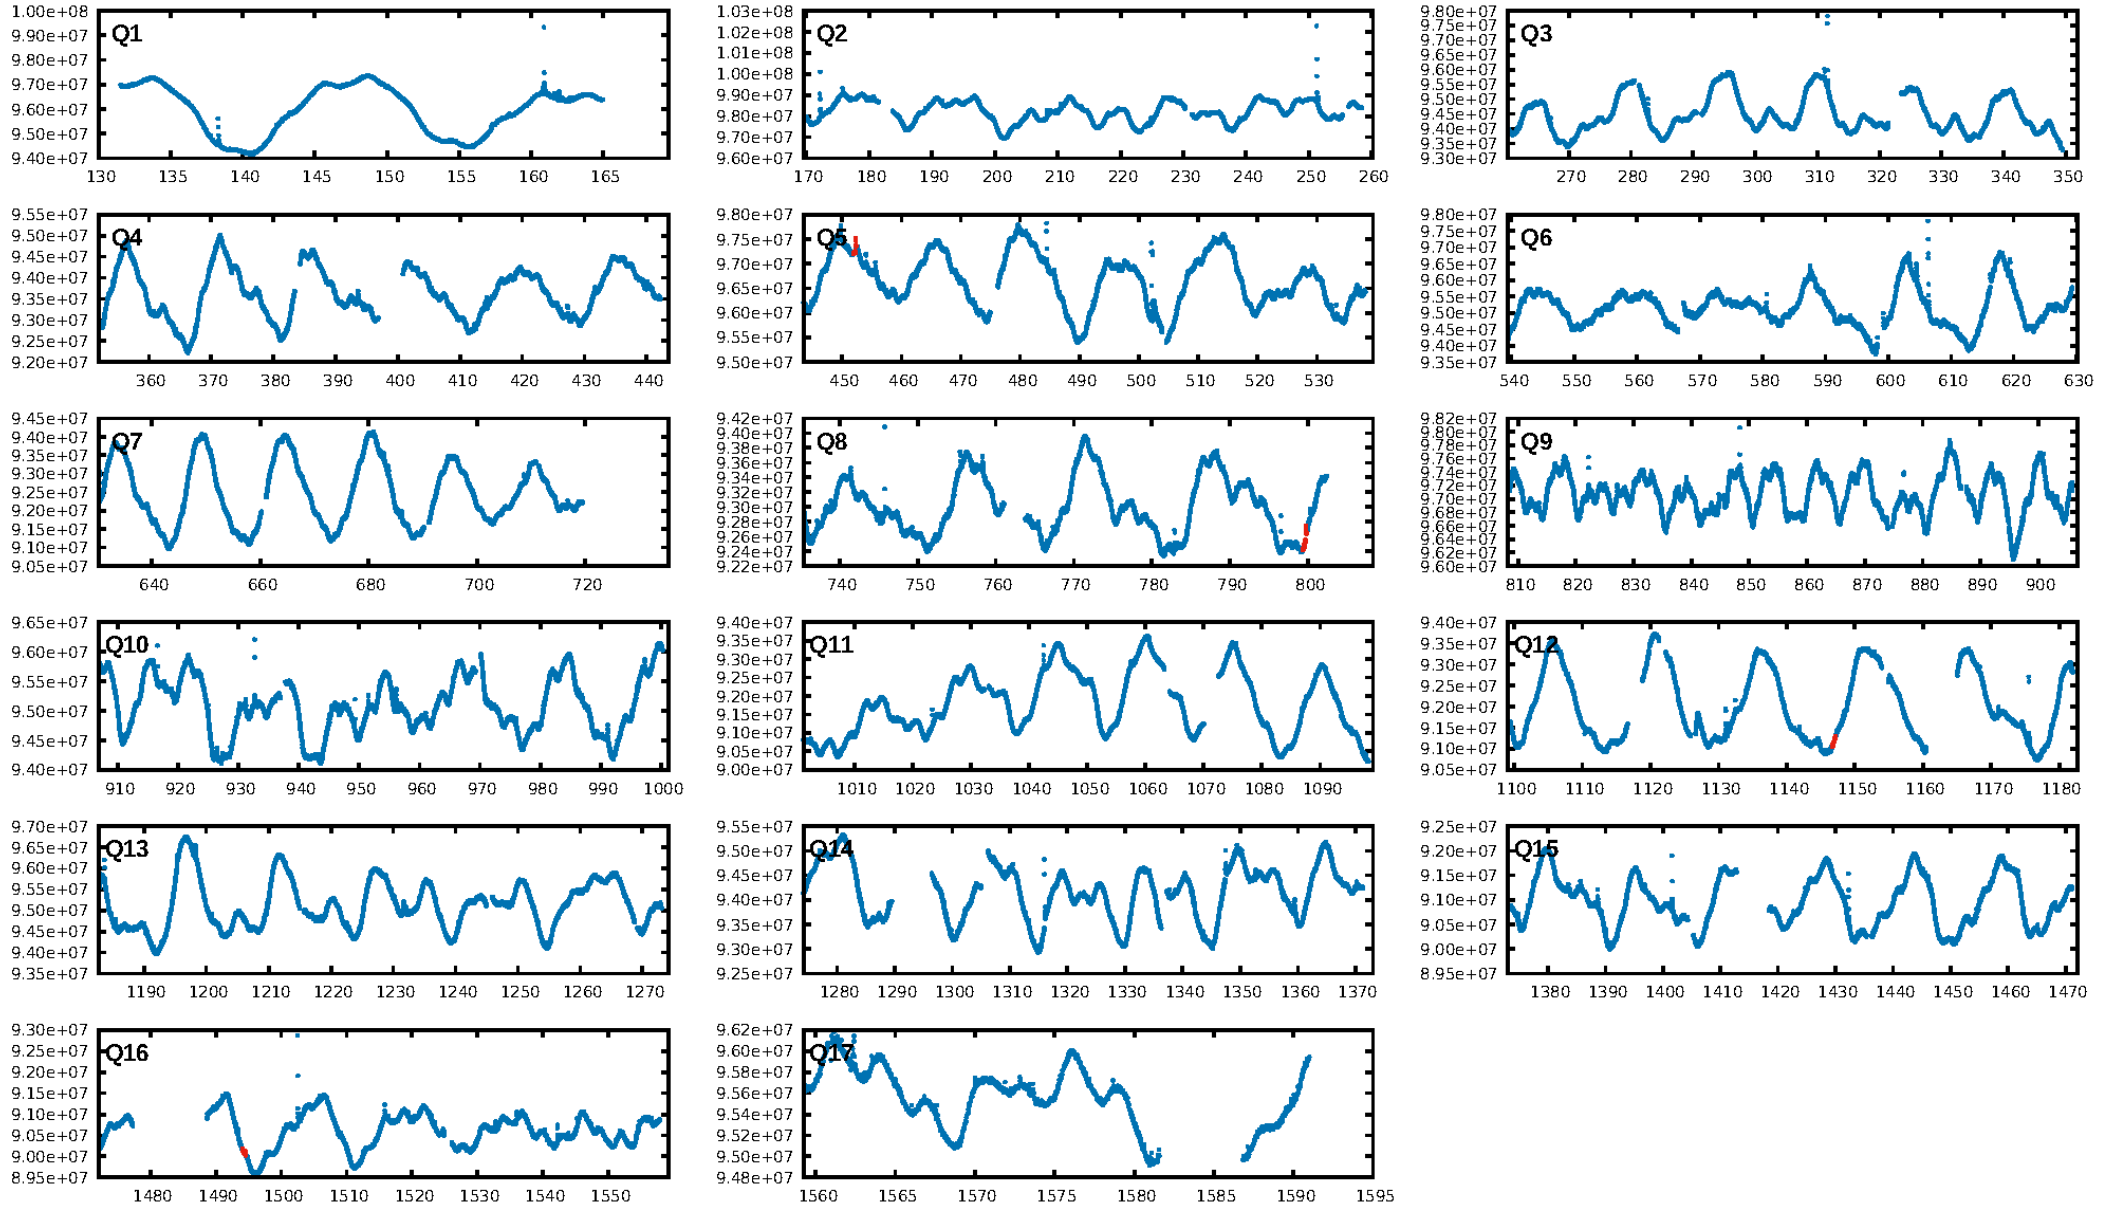 1.00e+08
9.90e+07
9.80e+07
9.70e+07
9.60e+07
9.50e+07
9.40e+07
Q1
130 135 140 145 150 155 160 165
1.03e+08
1.02e+08
1.01e+08
1.00e+08
9.90e+07
9.80e+07
9.70e+07
9.60e+07
Q2
170 180 190 200 210 220 230 240 250 260
9.80e+07
9.75e+07
9.70e+07
9.65e+07
9.60e+07
9.55e+07
9.50e+07
9.45e+07
9.40e+07
9.35e+07
9.30e+07
Q3
270 280 290 300 310 320 330 340 350
9.55e+07
9.50e+07
9.45e+07
9.40e+07
9.35e+07
9.30e+07
9.25e+07
9.20e+07
Q4
360 370 380 390 400 410 420 430 440
9.80e+07
9.75e+07
9.70e+07
9.65e+07
9.60e+07
9.55e+07
9.50e+07
Q5
450 460 470 480 490 500 510 520 530
9.80e+07
9.75e+07
9.70e+07
9.65e+07
9.60e+07
9.55e+07
9.50e+07
9.45e+07
9.40e+07
9.35e+07
Q6
540 550 560 570 580 590 600 610 620 630
9.45e+07
9.40e+07
9.35e+07
9.30e+07
9.25e+07
9.20e+07
9.15e+07
9.10e+07
9.05e+07
Q7
640 660 680 700 720
9.42e+07
9.40e+07
9.38e+07
9.36e+07
9.34e+07
9.32e+07
9.30e+07
9.28e+07
9.26e+07
9.24e+07
9.22e+07
Q8
740 750 760 770 780 790 800
9.82e+07
9.80e+07
9.78e+07
9.76e+07
9.74e+07
9.72e+07
9.70e+07
9.68e+07
9.66e+07
9.64e+07
9.62e+07
9.60e+07
Q9
810 820 830 840 850 860 870 880 890 900
9.65e+07
9.60e+07
9.55e+07
9.50e+07
9.45e+07
9.40e+07
Q10
910 920 930 940 950 960 970 980 990 1000
9.40e+07
9.35e+07
9.30e+07
9.25e+07
9.20e+07
9.15e+07
9.10e+07
9.05e+07
9.00e+07
Q11
1010 1020 1030 1040 1050 1060 1070 1080 1090
9.40e+07
9.35e+07
9.30e+07
9.25e+07
9.20e+07
9.15e+07
9.10e+07
9.05e+07
Q12
1100 1110 1120 1130 1140 1150 1160 1170 1180
9.70e+07
9.65e+07
9.60e+07
9.55e+07
9.50e+07
9.45e+07
9.40e+07
9.35e+07
Q13
1190 1200 1210 1220 1230 1240 1250 1260 1270
9.55e+07
9.50e+07
9.45e+07
9.40e+07
9.35e+07
9.30e+07
9.25e+07
Q14
1280 1290 1300 1310 1320 1330 1340 1350 1360 1370
9.25e+07
9.20e+07
9.15e+07
9.10e+07
9.05e+07
9.00e+07
8.95e+07
Q15
1380 1390 1400 1410 1420 1430 1440 1450 1460 1470
9.30e+07
9.25e+07
9.20e+07
9.15e+07
9.10e+07
9.05e+07
9.00e+07
8.95e+07
Q16
1480 1490 1500 1510 1520 1530 1540 1550
9.62e+07
9.60e+07
9.58e+07
9.56e+07
9.54e+07
9.52e+07
9.50e+07
9.48e+07
Q17
1560 1565 1570 1575 1580 1585 1590 1595